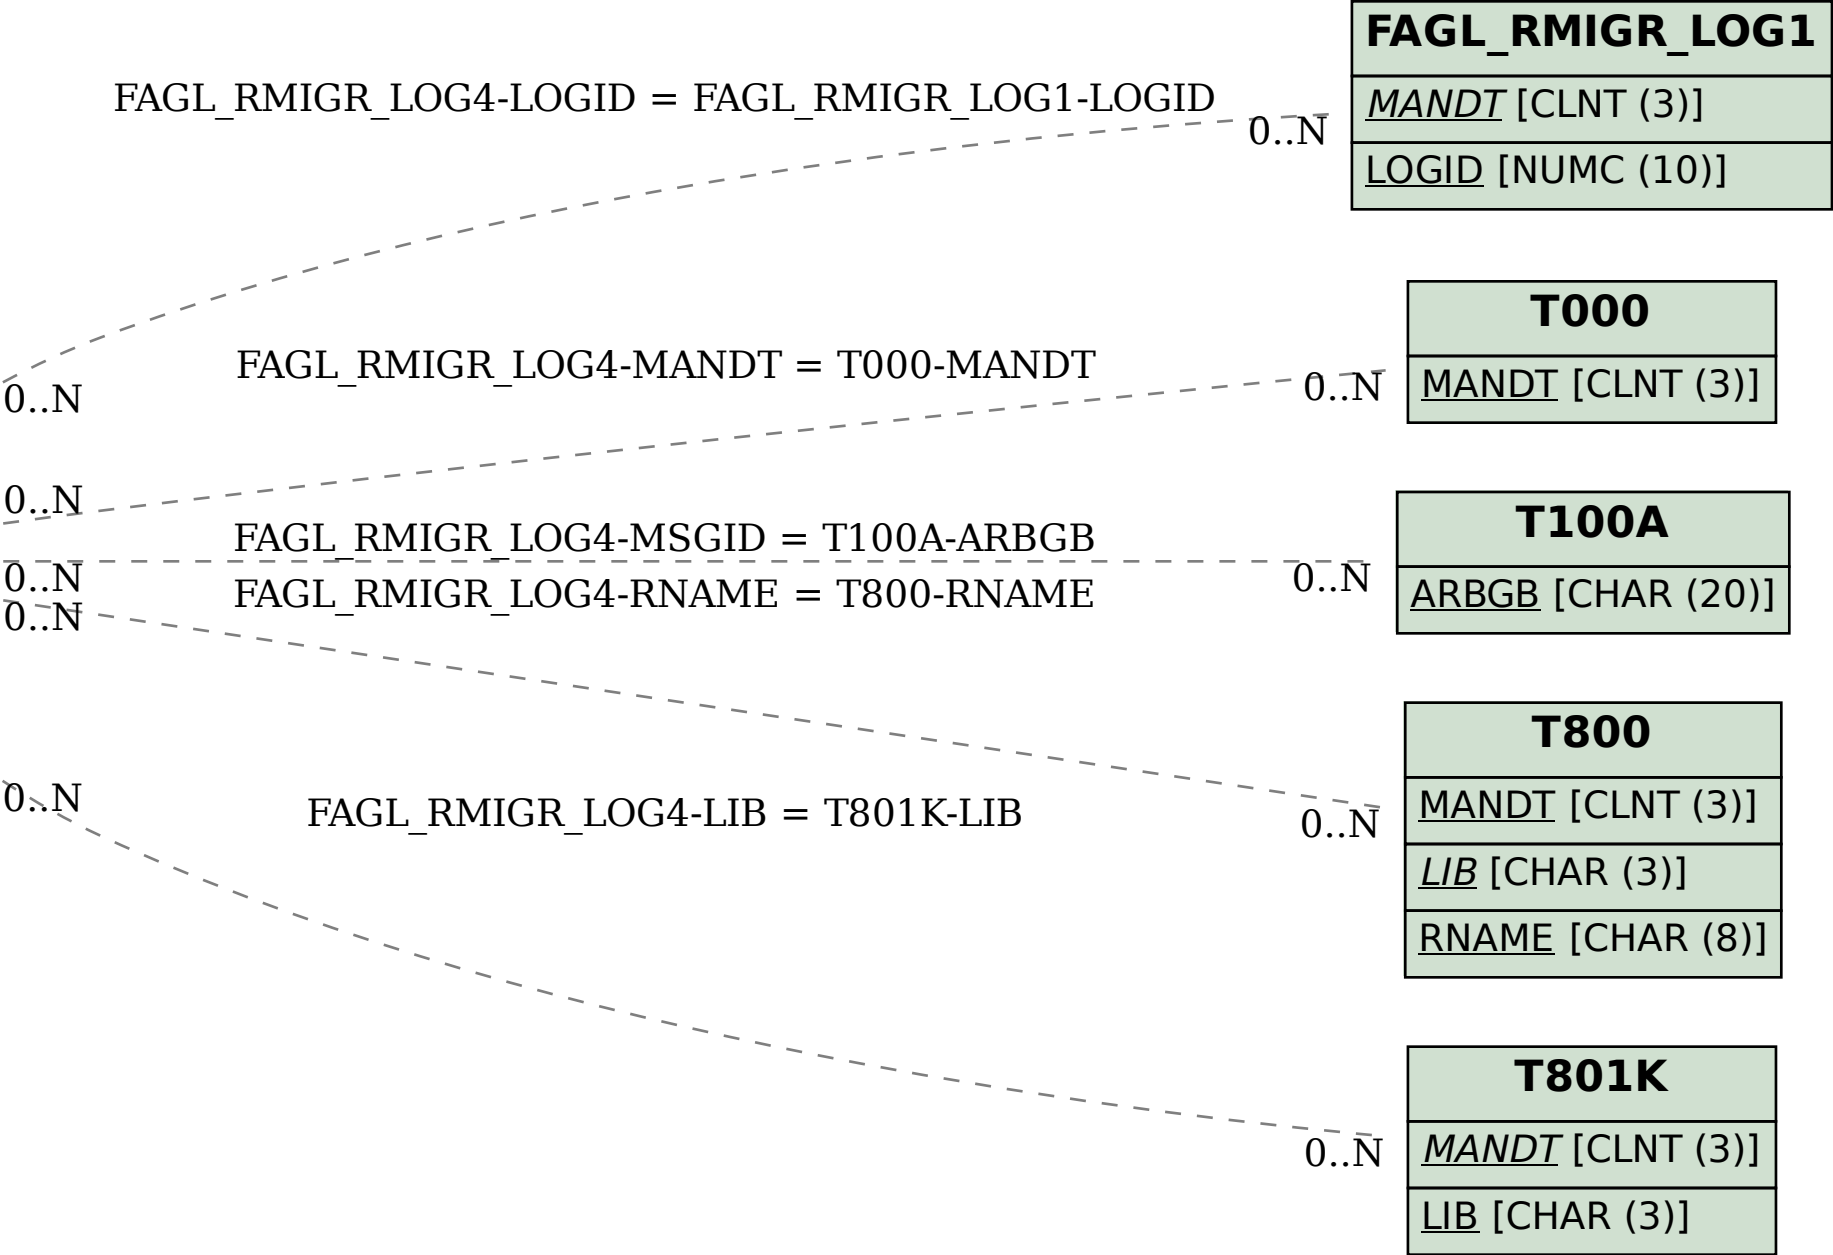 FAGL_RMIGR_LOG1
FAGL_RMIGR_LOG4-LOGID = FAGL_RMIGR_LOG1-LOGID
MANDT [CLNT (3)]
0..N
LOGID [NUMC (10)]
T000
FAGL_RMIGR_LOG4-MANDT = T000-MANDT
0..N
MANDT [CLNT (3)]
0..N
0..N
T100A
FAGL_RMIGR_LOG4-MSGID = T100A-ARBGB
0..N
0..N
FAGL_RMIGR_LOG4-RNAME = T800-RNAME
ARBGB [CHAR (20)]
0..N
T800
0..N
FAGL_RMIGR_LOG4-LIB = T801K-LIB
MANDT [CLNT (3)]
0..N
LIB [CHAR (3)]
RNAME [CHAR (8)]
T801K
0..N
MANDT [CLNT (3)]
LIB [CHAR (3)]